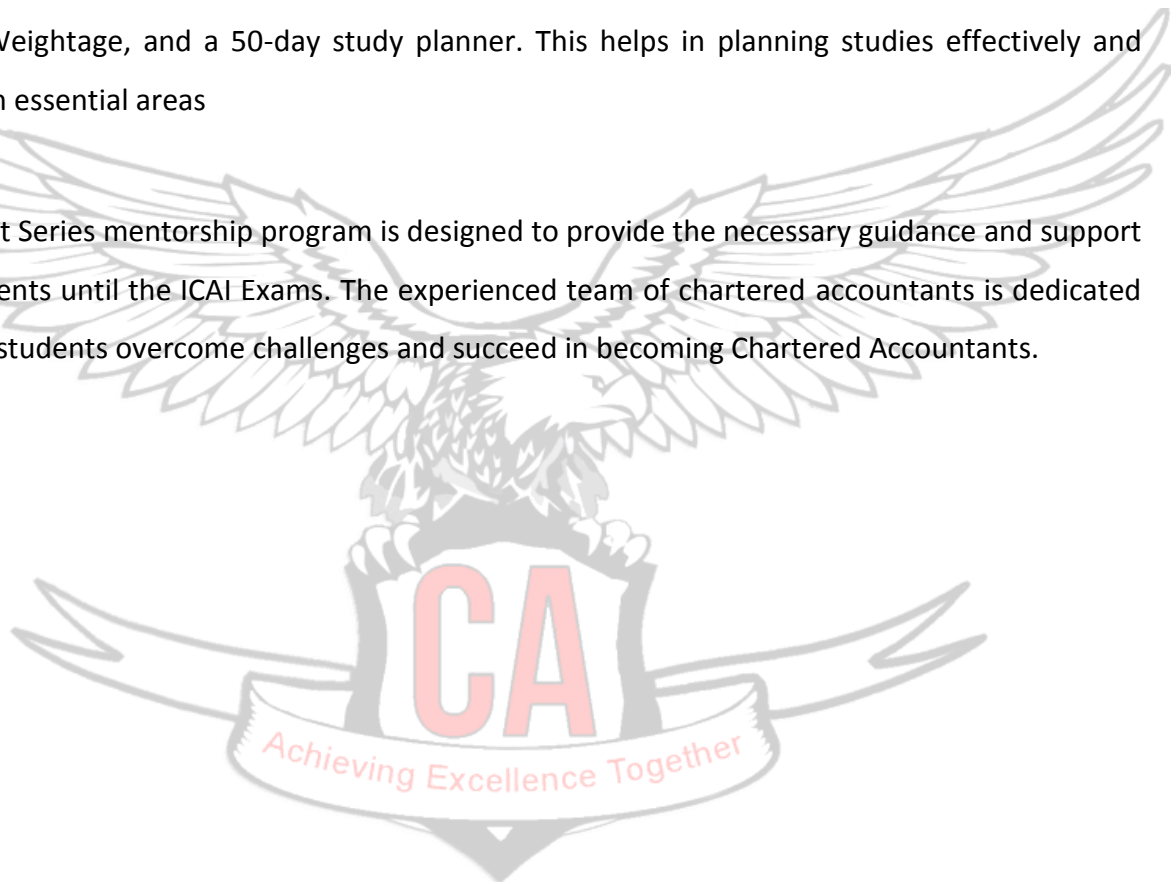 Weightage, and a 50-day study planner. This helps in planning studies effectively and
essential areas
Series mentorship program is designed to provide the necessary guidance and support
until the ICAI Exams. The experienced team of chartered accountants is dedicated
students overcome challenges and succeed in becoming Chartered Accountants.
CA
Achieving Excellence Together